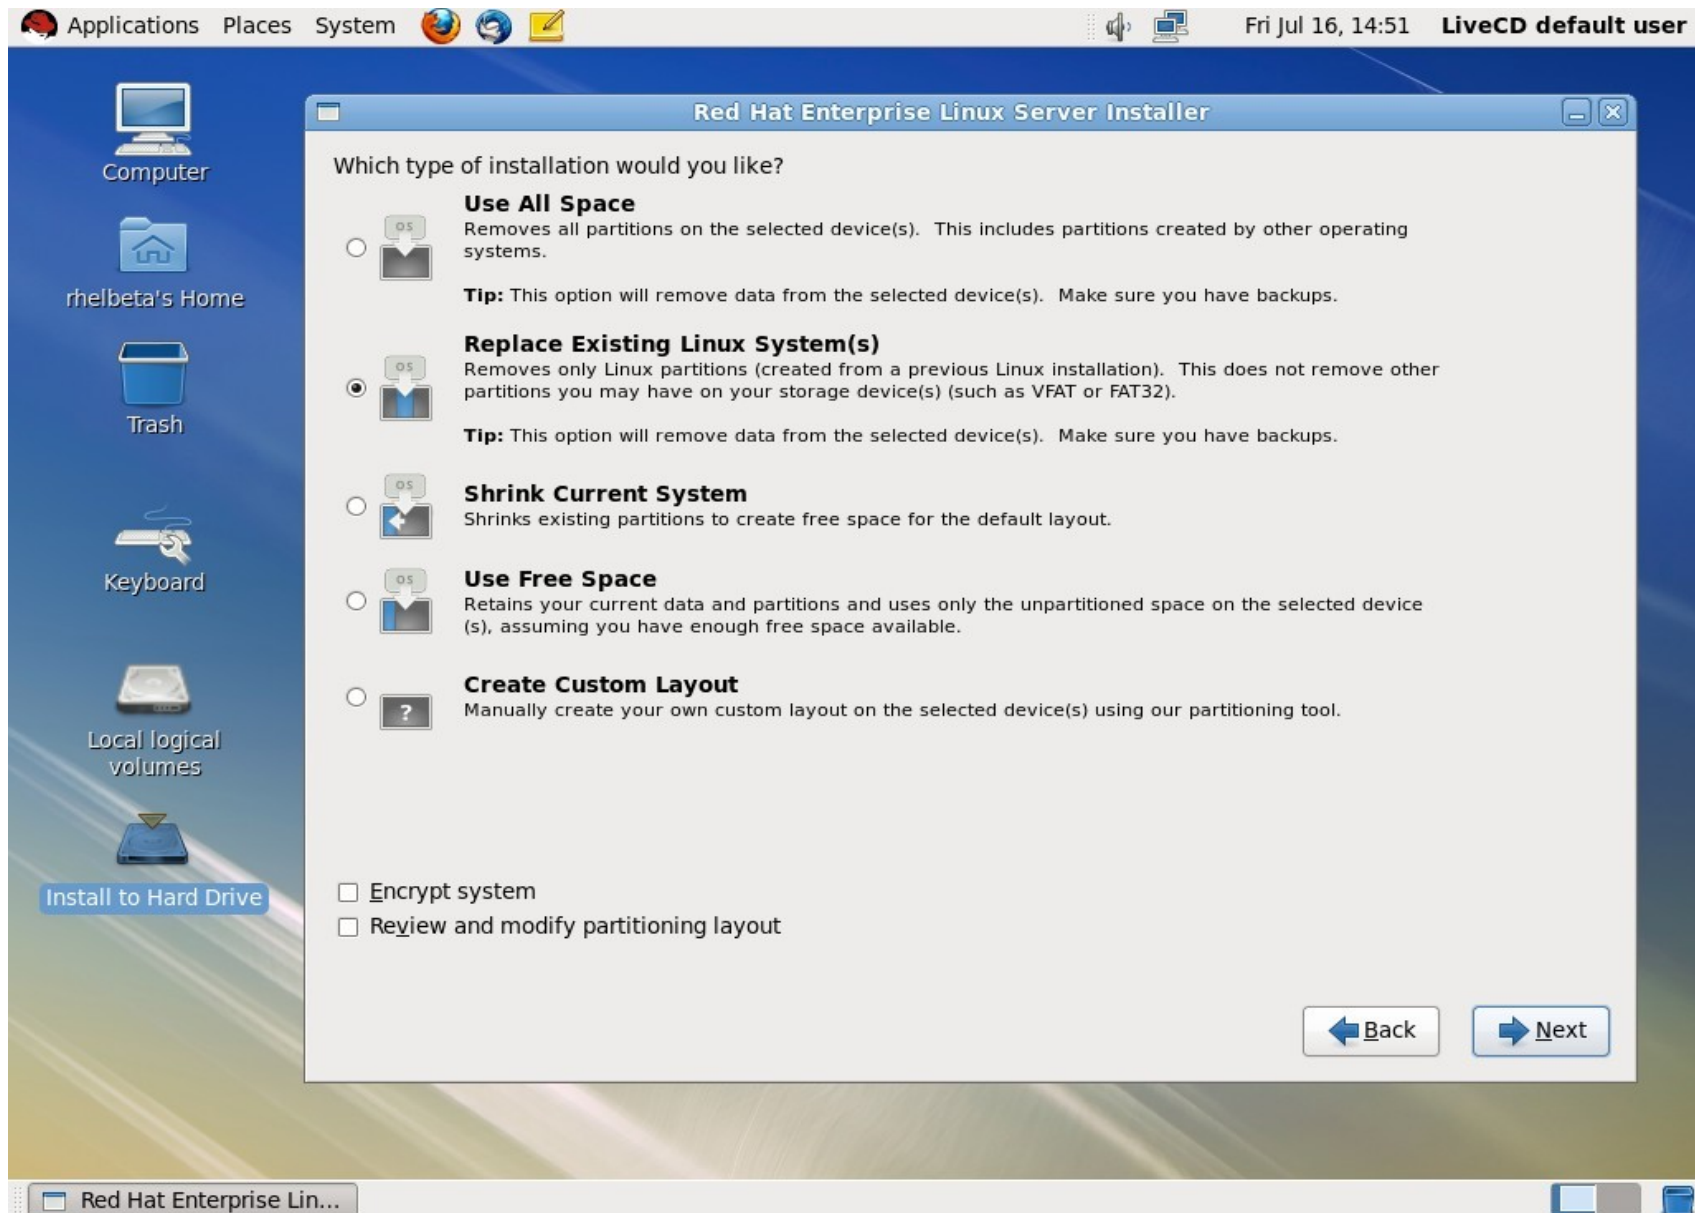 Applications Places System Fri Jul 16, 14:51 LiveCD default user
Computer
rhelbeta's Home
Trash
Keyboard
Local logical
volumes
Install to Hard Drive
Red Hat Enterprise Linux Server Installer
Which type of installation would you like?
Use All Space
OS
Removes all partitions on the selected device(s). This includes partitions created by other operating
systems.
Tip: This option will remove data from the selected device(s). Make sure you have backups.
Replace Existing Linux System(s)
OS
Removes only Linux partitions (created from a previous Linux installation). This does not remove other
partitions you may have on your storage device(s) (such as VFAT or FAT32).
Tip: This option will remove data from the selected device(s). Make sure you have backups.
OS
Shrink Current System
Shrinks existing partitions to create free space for the default layout.
OS
Use Free Space
Retains your current data and partitions and uses only the unpartitioned space on the selected device
(s), assuming you have enough free space available.
Create Custom Layout
?
Manually create your own custom layout on the selected device(s) using our partitioning tool.
Encrypt system
Review and modify partitioning layout
Back Next
Red Hat Enterprise Lin...